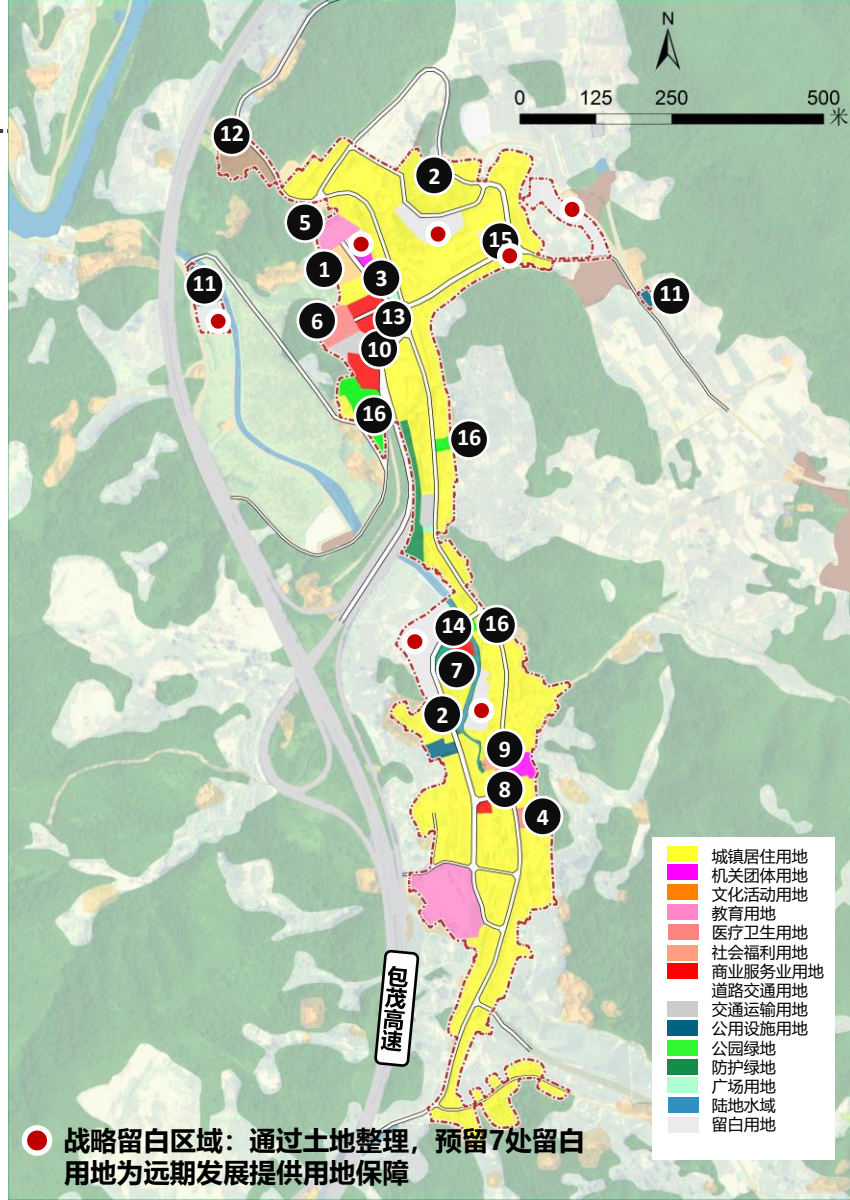 N
0 125 250 500
米
12
2
5
15
1
3
11
11
6
13
10
16
16
14
16
7
2
9
8
4
城镇居住用地
机关团体用地
文化活动用地
教育用地
医疗卫生用地
社会福利用地
商业服务业用地
道路交通用地
交通运输用地
公用设施用地
公园绿地
防护绿地
广场用地
陆地水域
留白用地
包茂高速
战略留白区域：通过土地整理，预留7处留白
用地为远期发展提供用地保障